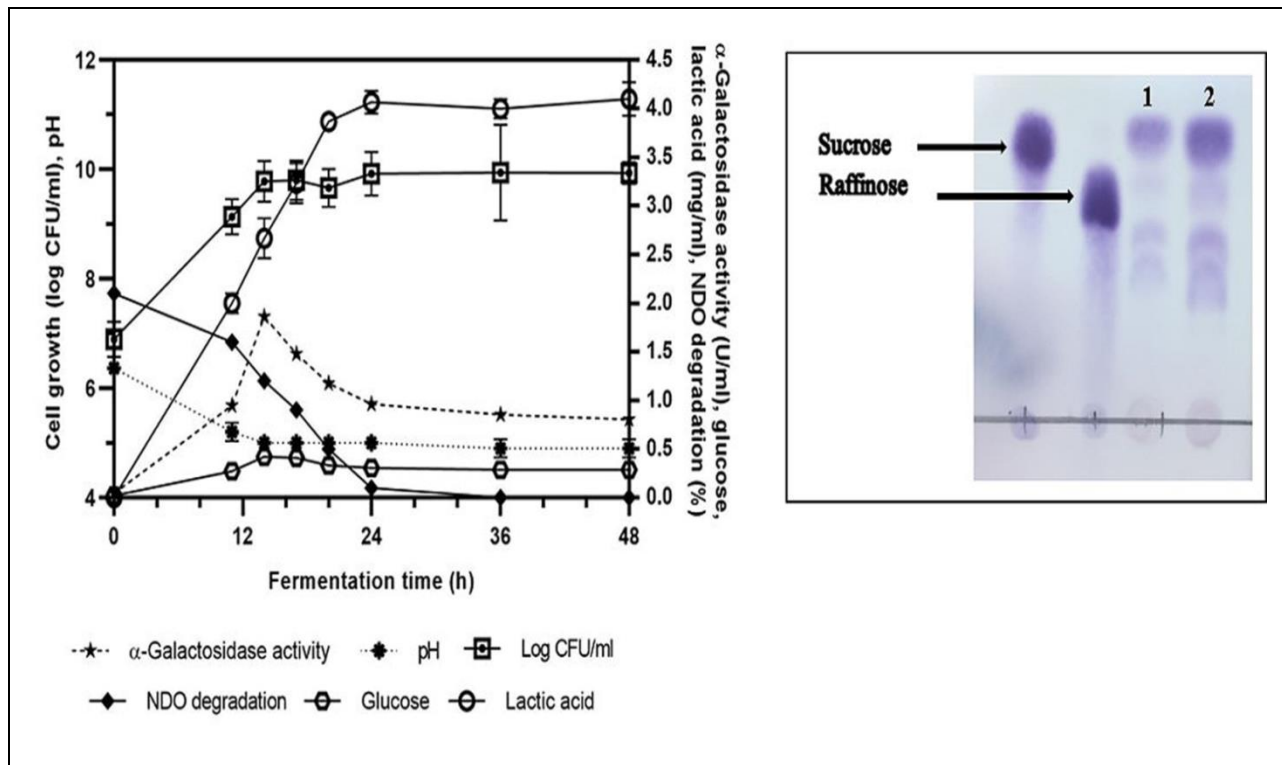 12
10
8
6
4
Cell growth (log CFU/ml), pH
4.5
4.0
3.5
3.0
2.5
2.0
1.5
1.0
0.5
0.0
α-Galactosidase activity (U/ml), glucose,
lactic acid (mg/ml), NDO degradation (%)
0 12 24 36 48
Fermentation time (h)
α-Galactosidase activity pH Log CFU/ml
NDO degradation Glucose Lactic acid
1 2
Sucrose
Raffinose